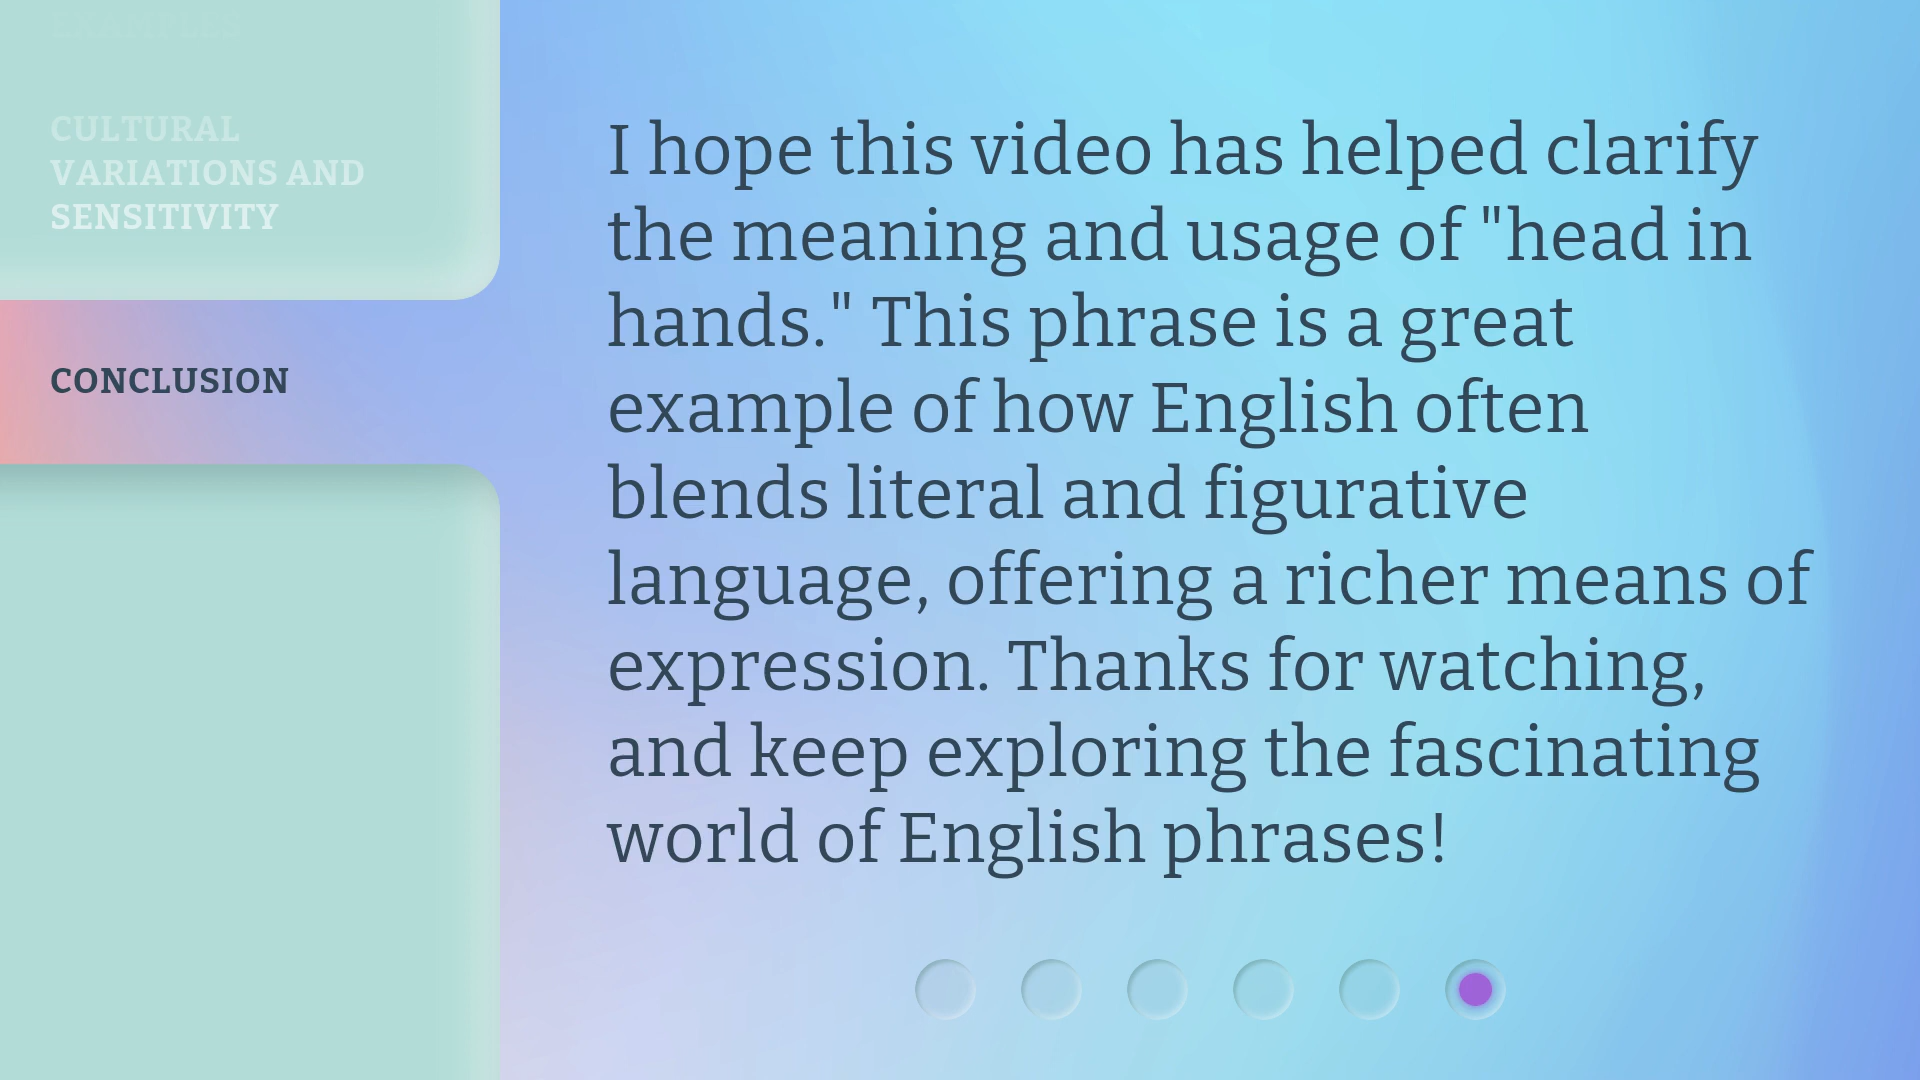 CULTURAL
VARIATIONS AND
SENSITIVITY
CONCLUSION
I hope this video has helped clarify
the meaning and usage of "head in
hands." This phrase is a great
example of how English often
blends literal and figurative
language, offering a richer means of
expression. Thanks for watching,
and keep exploring the fascinating
world of English phrases!